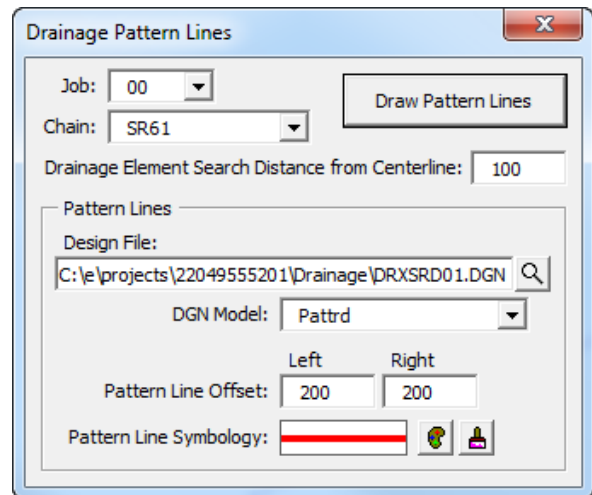 Drainage Pattern Lines
Job: 00
Draw Pattern Lines
Chain: SR61
Drainage Element Search Distance from Centerline: 100
Pattern Lines
Design File:
C:\e\projects\22049555201\Drainage\DRXSRD01.DGN
DGN Model: Pattrd
Left Right
Pattern Line Offset: 200 200
Pattern Line Symbology: